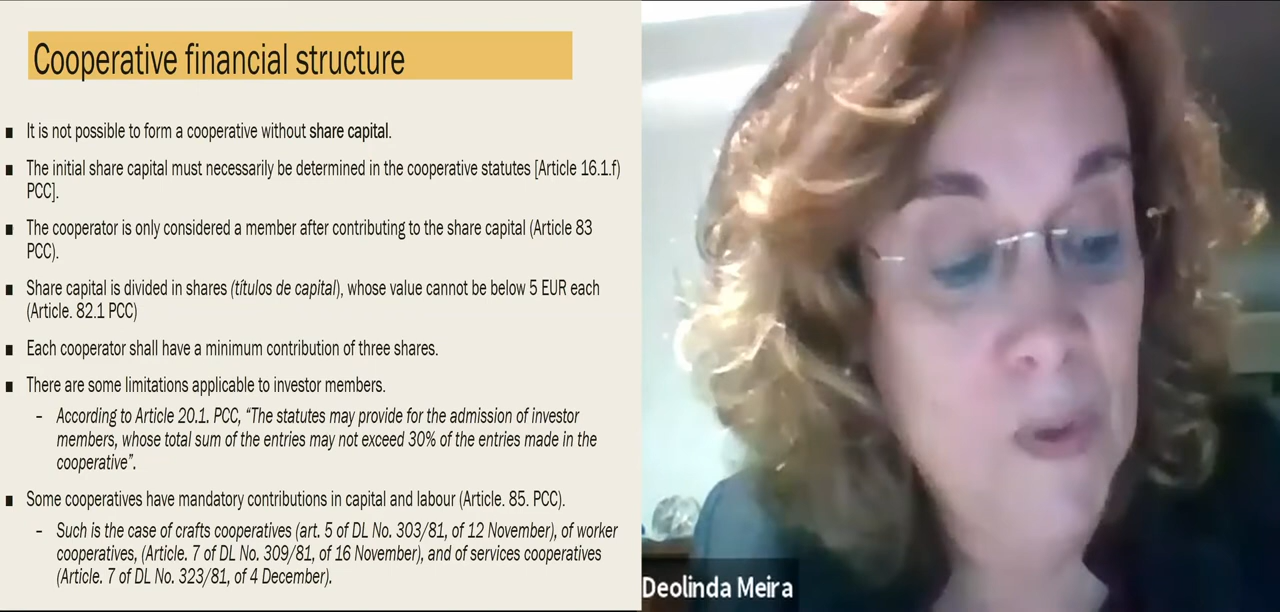 Cooperative financial structure
■ It is not possible to form a cooperative without share capital.
■ The initial share capital must necessarily be determined in the cooperative statutes [Article 16.1.f)
PCC].
■ The cooperator is only considered a member after contributing to the share capital (Article 83
PCC).
■ Share capital is divided in shares (títulos de capital), whose value cannot be below 5 EUR each
(Article. 82.1 PCC)
■ Each cooperator shall have a minimum contribution of three shares.
■ There are some limitations applicable to investor members.
– According to Article 20.1. PCC, “The statutes may provide for the admission of investor
members, whose total sum of the entries may not exceed 30% of the entries made in the
cooperative”.
■ Some cooperatives have mandatory contributions in capital and labour (Article. 85. PCC).
– Such is the case of crafts cooperatives (art. 5 of DL No. 303/81, of 12 November), of worker
cooperatives, (Article. 7 of DL No. 309/81, of 16 November), and of services cooperatives
(Article. 7 of DL No. 323/81, of 4 December).
Deolinda Meira